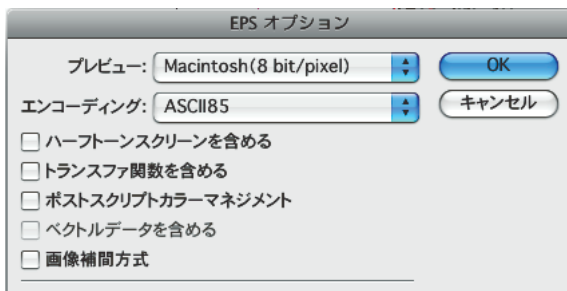 EPS オプション
プレビュー: Macintosh(8 bit/pixel) OK
エンコーディング: ASCII85 キャンセル
ハーフトーンスクリーンを含める
トランスファ関数を含める
ポストスクリプトカラーマネジメント
ベクトルデータを含める
画像補間方式